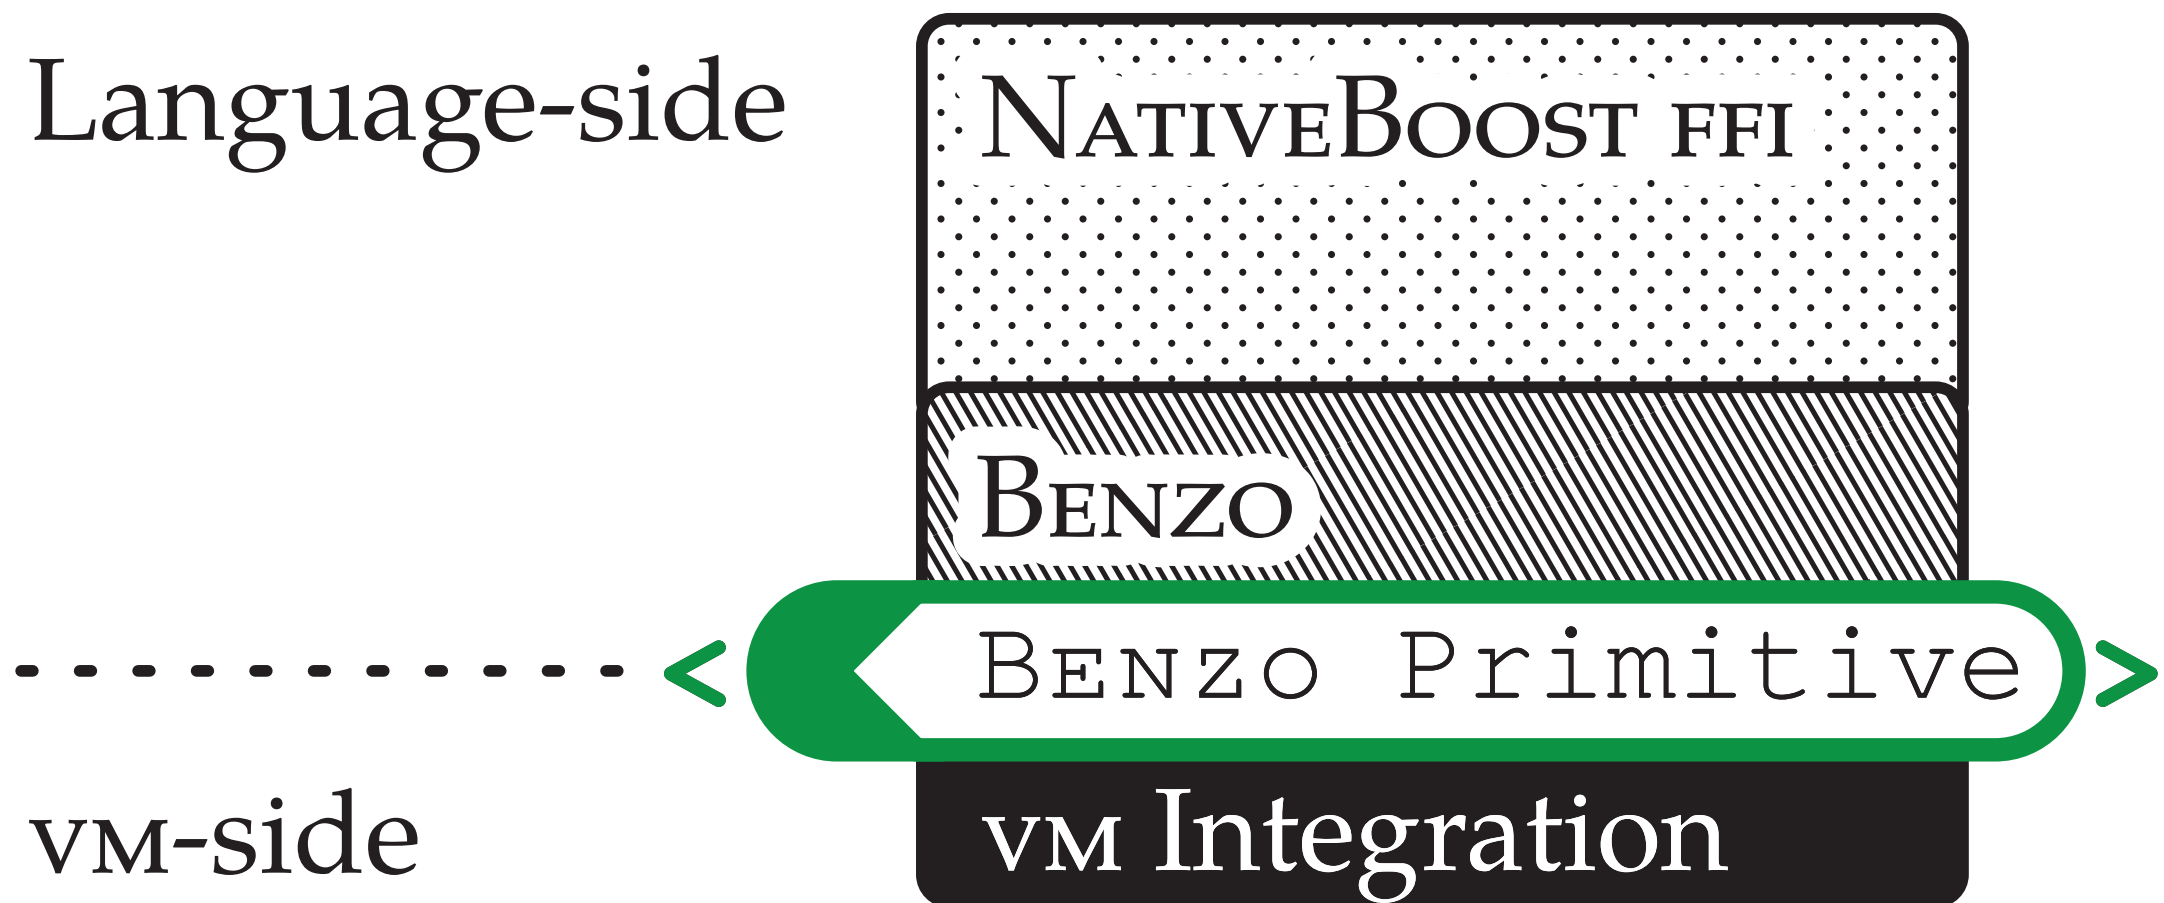 Language-side
NativeBoost FFI
Benzo
< Benzo Primitive >
VM-side
VM Integration